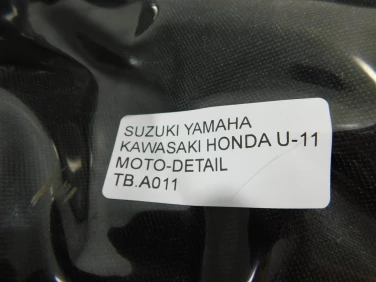 SUZUKI YAMAHA
KAWASAKI HONDA U-11
MOTO-DETAIL
TB.A011